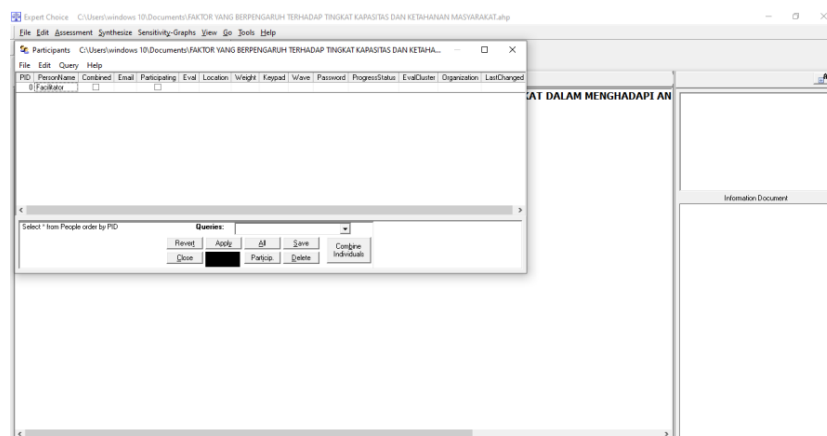 Expert Choice C:\Users\windows 10\Documents\FAKTOR YANG BERPENGARUH TERHADAP TINGKAT KAPASITAS DAN KETAHANAN MASYARAKAT.ahp
File Edit Assessment Synthesize Sensitivity-Graphs View Go Tools Help
Participants C:\Users\windows 10\Documents\FAKTOR YANG BERPENGARUH TERHADAP TINGKAT KAPASITAS DAN KETAHA...
File Edit Query Help
PID PersonName Combined Email Participating Eval Location Weight Keypad Wave Password ProgressStatus EvalCluster Organization LastChanged
0 Facilitator
KAT DALAM MENGHADAPI AN
Information Document
Select * from People order by PID
Queries:
Revert Apply All Save Combine Individuals
Close Particip. Delete